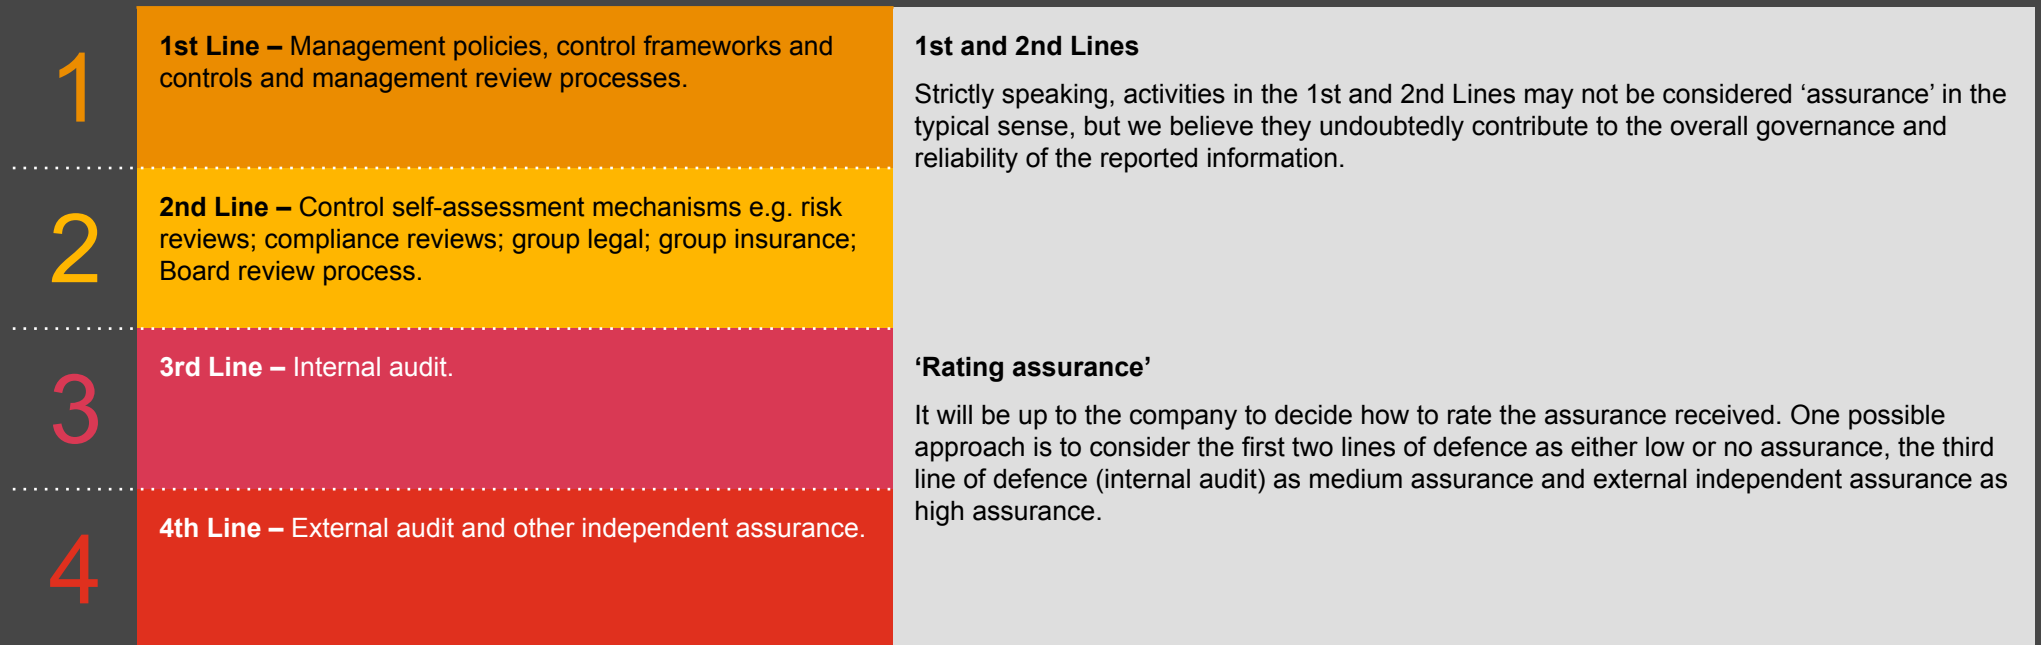 1
1st Line – Management policies, control frameworks and
controls and management review processes.
2
2nd Line – Control self-assessment mechanisms e.g. risk
reviews; compliance reviews; group legal; group insurance;
Board review process.
3
3rd Line – Internal audit.
4
4th Line – External audit and other independent assurance.
1st and 2nd Lines
Strictly speaking, activities in the 1st and 2nd Lines may not be considered ‘assurance’ in the
typical sense, but we believe they undoubtedly contribute to the overall governance and
reliability of the reported information.
‘Rating assurance’
It will be up to the company to decide how to rate the assurance received. One possible
approach is to consider the first two lines of defence as either low or no assurance, the third
line of defence (internal audit) as medium assurance and external independent assurance as
high assurance.